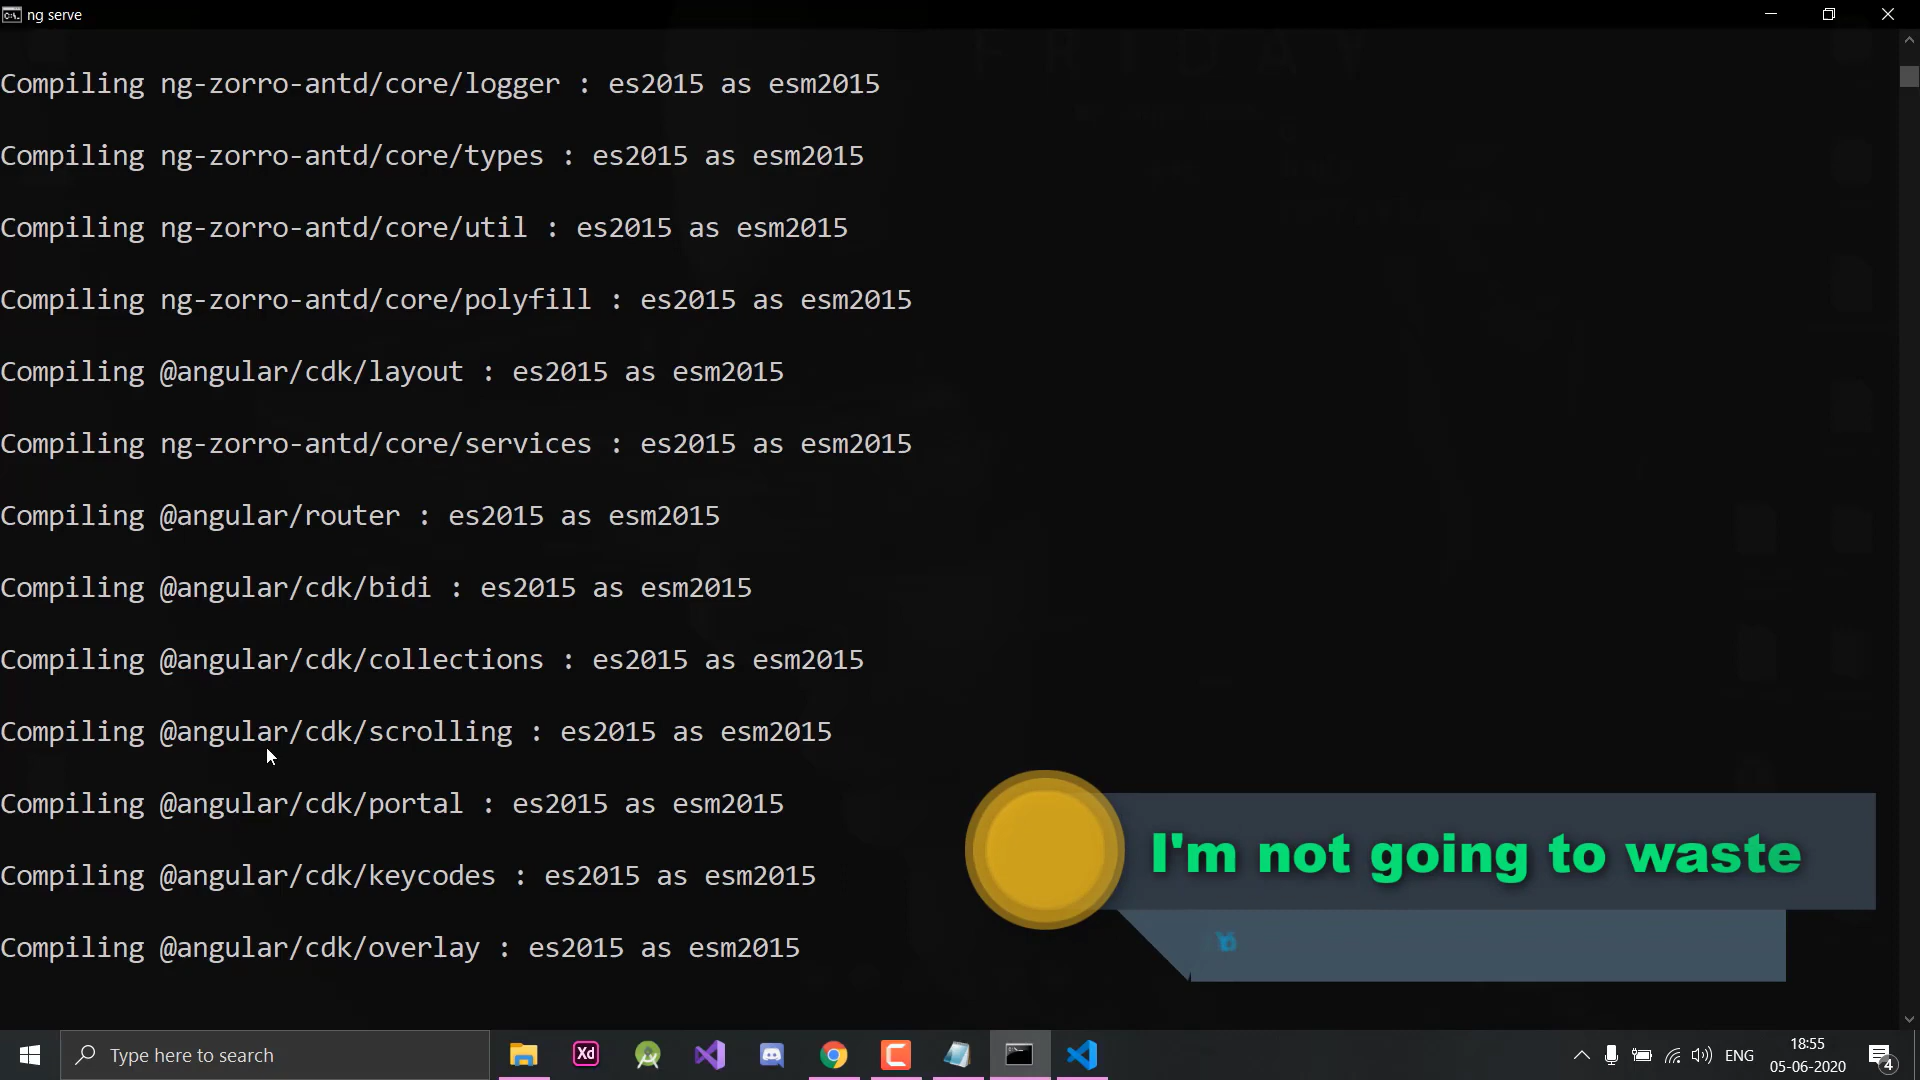 ng serve
Compiling ng-zorro-antd/core/logger : es2015 as esm2015
Compiling ng-zorro-antd/core/types : es2015 as esm2015
Compiling ng-zorro-antd/core/util : es2015 as esm2015
Compiling ng-zorro-antd/core/polyfill : es2015 as esm2015
Compiling @angular/cdk/layout : es2015 as esm2015
Compiling ng-zorro-antd/core/services : es2015 as esm2015
Compiling @angular/router : es2015 as esm2015
Compiling @angular/cdk/bidi : es2015 as esm2015
Compiling @angular/cdk/collections : es2015 as esm2015
Compiling @angular/cdk/scrolling : es2015 as esm2015
Compiling @angular/cdk/portal : es2015 as esm2015
Compiling @angular/cdk/keycodes : es2015 as esm2015
Compiling @angular/cdk/overlay : es2015 as esm2015
I'm not going to waste
Type here to search
Xd
ENG
18:55
05-06-2020
4